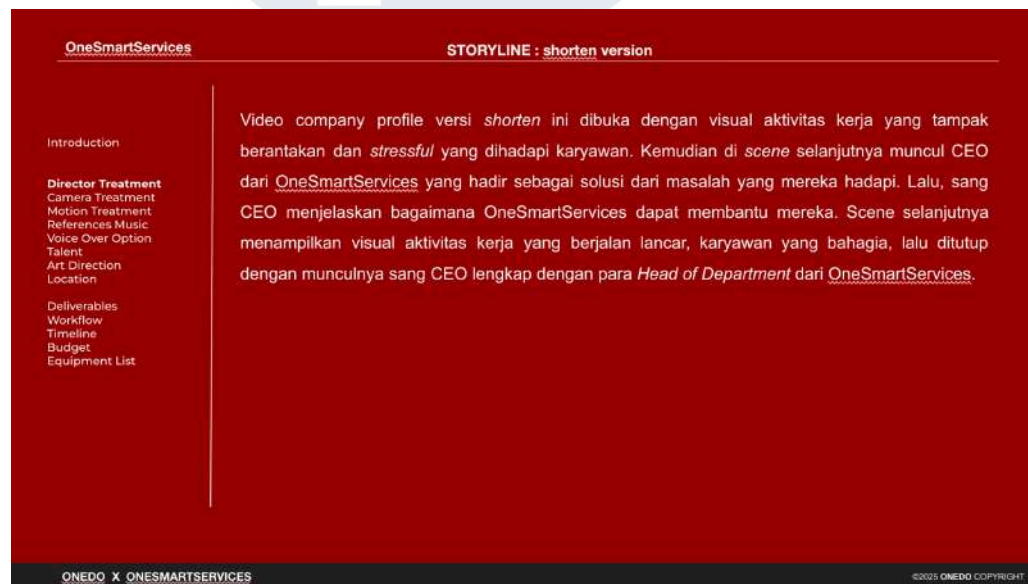 OneSmartServices
STORYLINE : shorten version
Introduction
Director Treatment
Camera Treatment
Motion Treatment
References Music
Voice Over Option
Talent
Art Direction
Location
Deliverables
Workflow
Timeline
Budget
Equipment List
Video company profile versi shorten ini dibuka dengan visual aktivitas kerja yang tampak
berantakan dan stressful yang dihadapi karyawan. Kemudian di scene selanjutnya muncul CEO
dari OneSmartServices yang hadir sebagai solusi dari masalah yang mereka hadapi. Lalu, sang
CEO menjelaskan bagaimana OneSmartServices dapat membantu mereka. Scene selanjutnya
menampilkan visual aktivitas kerja yang berjalan lancar, karyawan yang bahagia, lalu ditutup
dengan munculnya sang CEO lengkap dengan para Head of Department dari OneSmartServices.
ONEDO X ONESMARTSERVICES
©2025 ONEDO COPYRIGHT